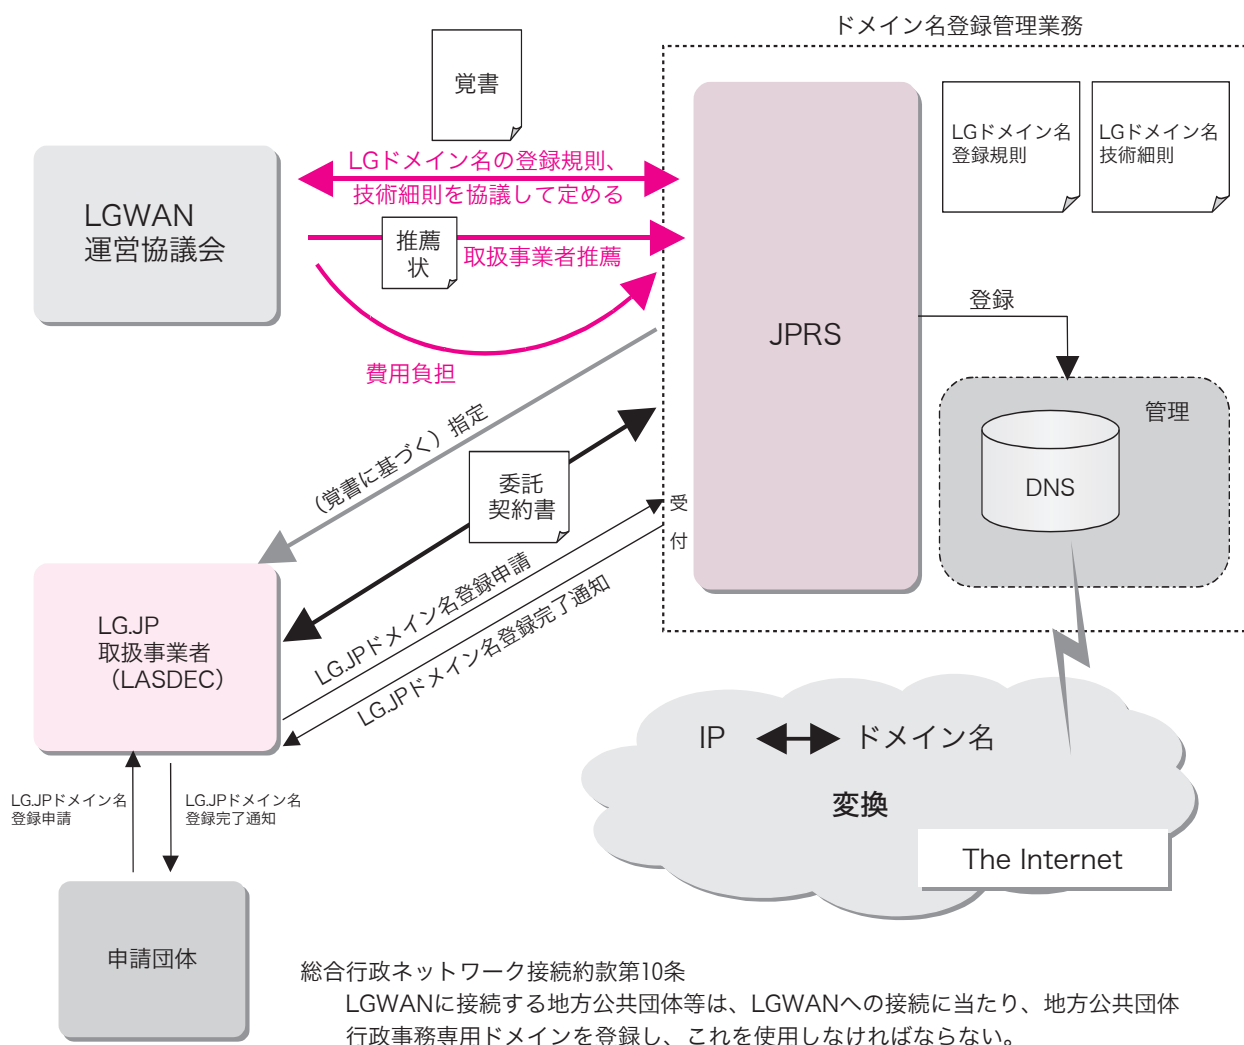 ドメイン名登録管理業務
覚書
LGドメイン名
登録規則
LGドメイン名
技術細則
LGドメイン名の登録規則、
技術細則を協議して定める
LGWAN
運営協議会
推薦
状
取扱事業者推薦
費用負担
JPRS
登録
管理
DNS
(覚書に基づく)指定
委託
契約書
受
付
LG.JPドメイン名登録申請
LG.JPドメイン名登録完了通知
LG.JP
取扱事業者
(LASDEC)
IP
ドメイン名
変換
The Internet
LG.JPドメイン名
登録申請
LG.JPドメイン名
登録完了通知
申請団体
総合行政ネットワーク接続約款第10条
LGWANに接続する地方公共団体等は、LGWANへの接続に当たり、地方公共団体
行政事務専用ドメインを登録し、これを使用しなければならない。